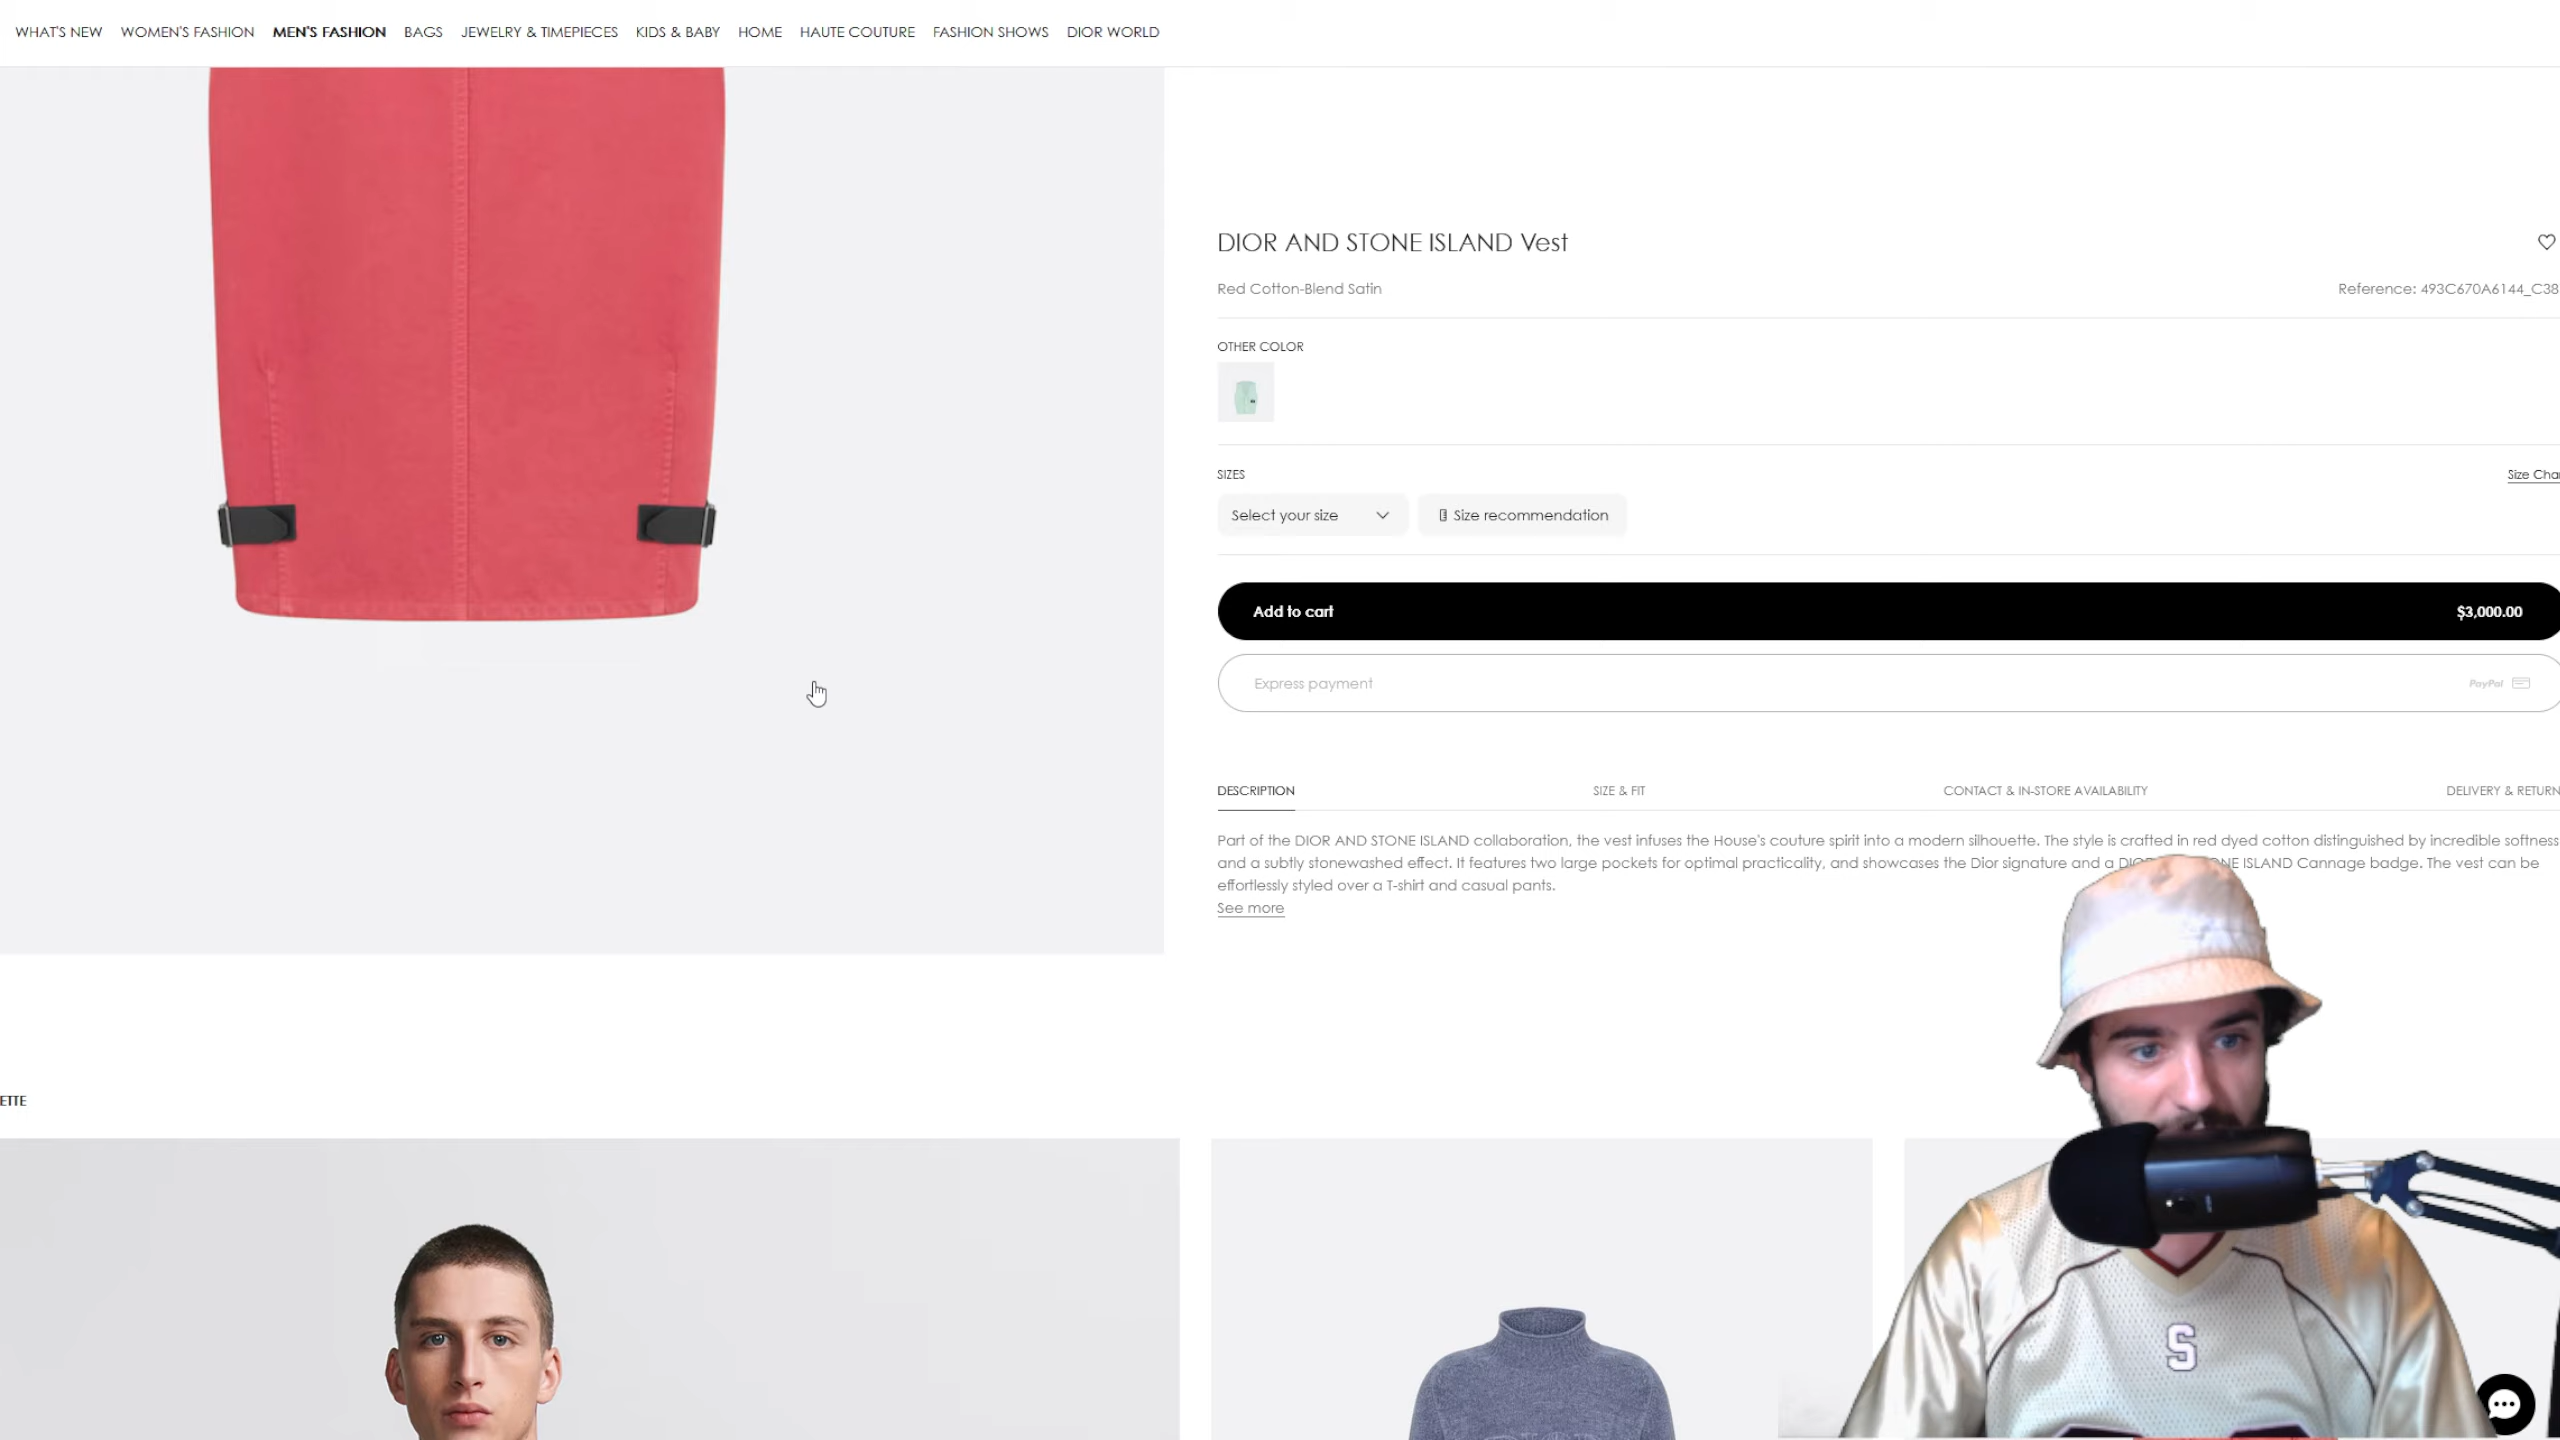 WHAT'S NEW WOMEN'S FASHION MEN'S FASHION BAGS JEWELRY & TIMEPIECES KIDS & BABY HOME HAUTE COUTURE FASHION SHOWS DIOR WORLD
DIOR AND STONE ISLAND Vest
Red Cotton-Blend Satin
Reference: 493C670A6144_C38
OTHER COLOR
SIZES
Size Cha
Select your size
Size recommendation
Add to cart
$3,000.00
Express payment
PayPal
DESCRIPTION SIZE & FIT CONTACT & IN-STORE AVAILABILITY DELIVERY & RETURN
Part of the DIOR AND STONE ISLAND collaboration, the vest infuses the House's couture spirit into a modern silhouette. The style is crafted in red dyed cotton distinguished by incredible softness
and a subtly stonewashed effect. It features two large pockets for optimal practicality, and showcases the Dior signature and a ISLAND Cannage badge. The vest can be
effortlessly styled over a T-shirt and casual pants.
See more
ETTE
S